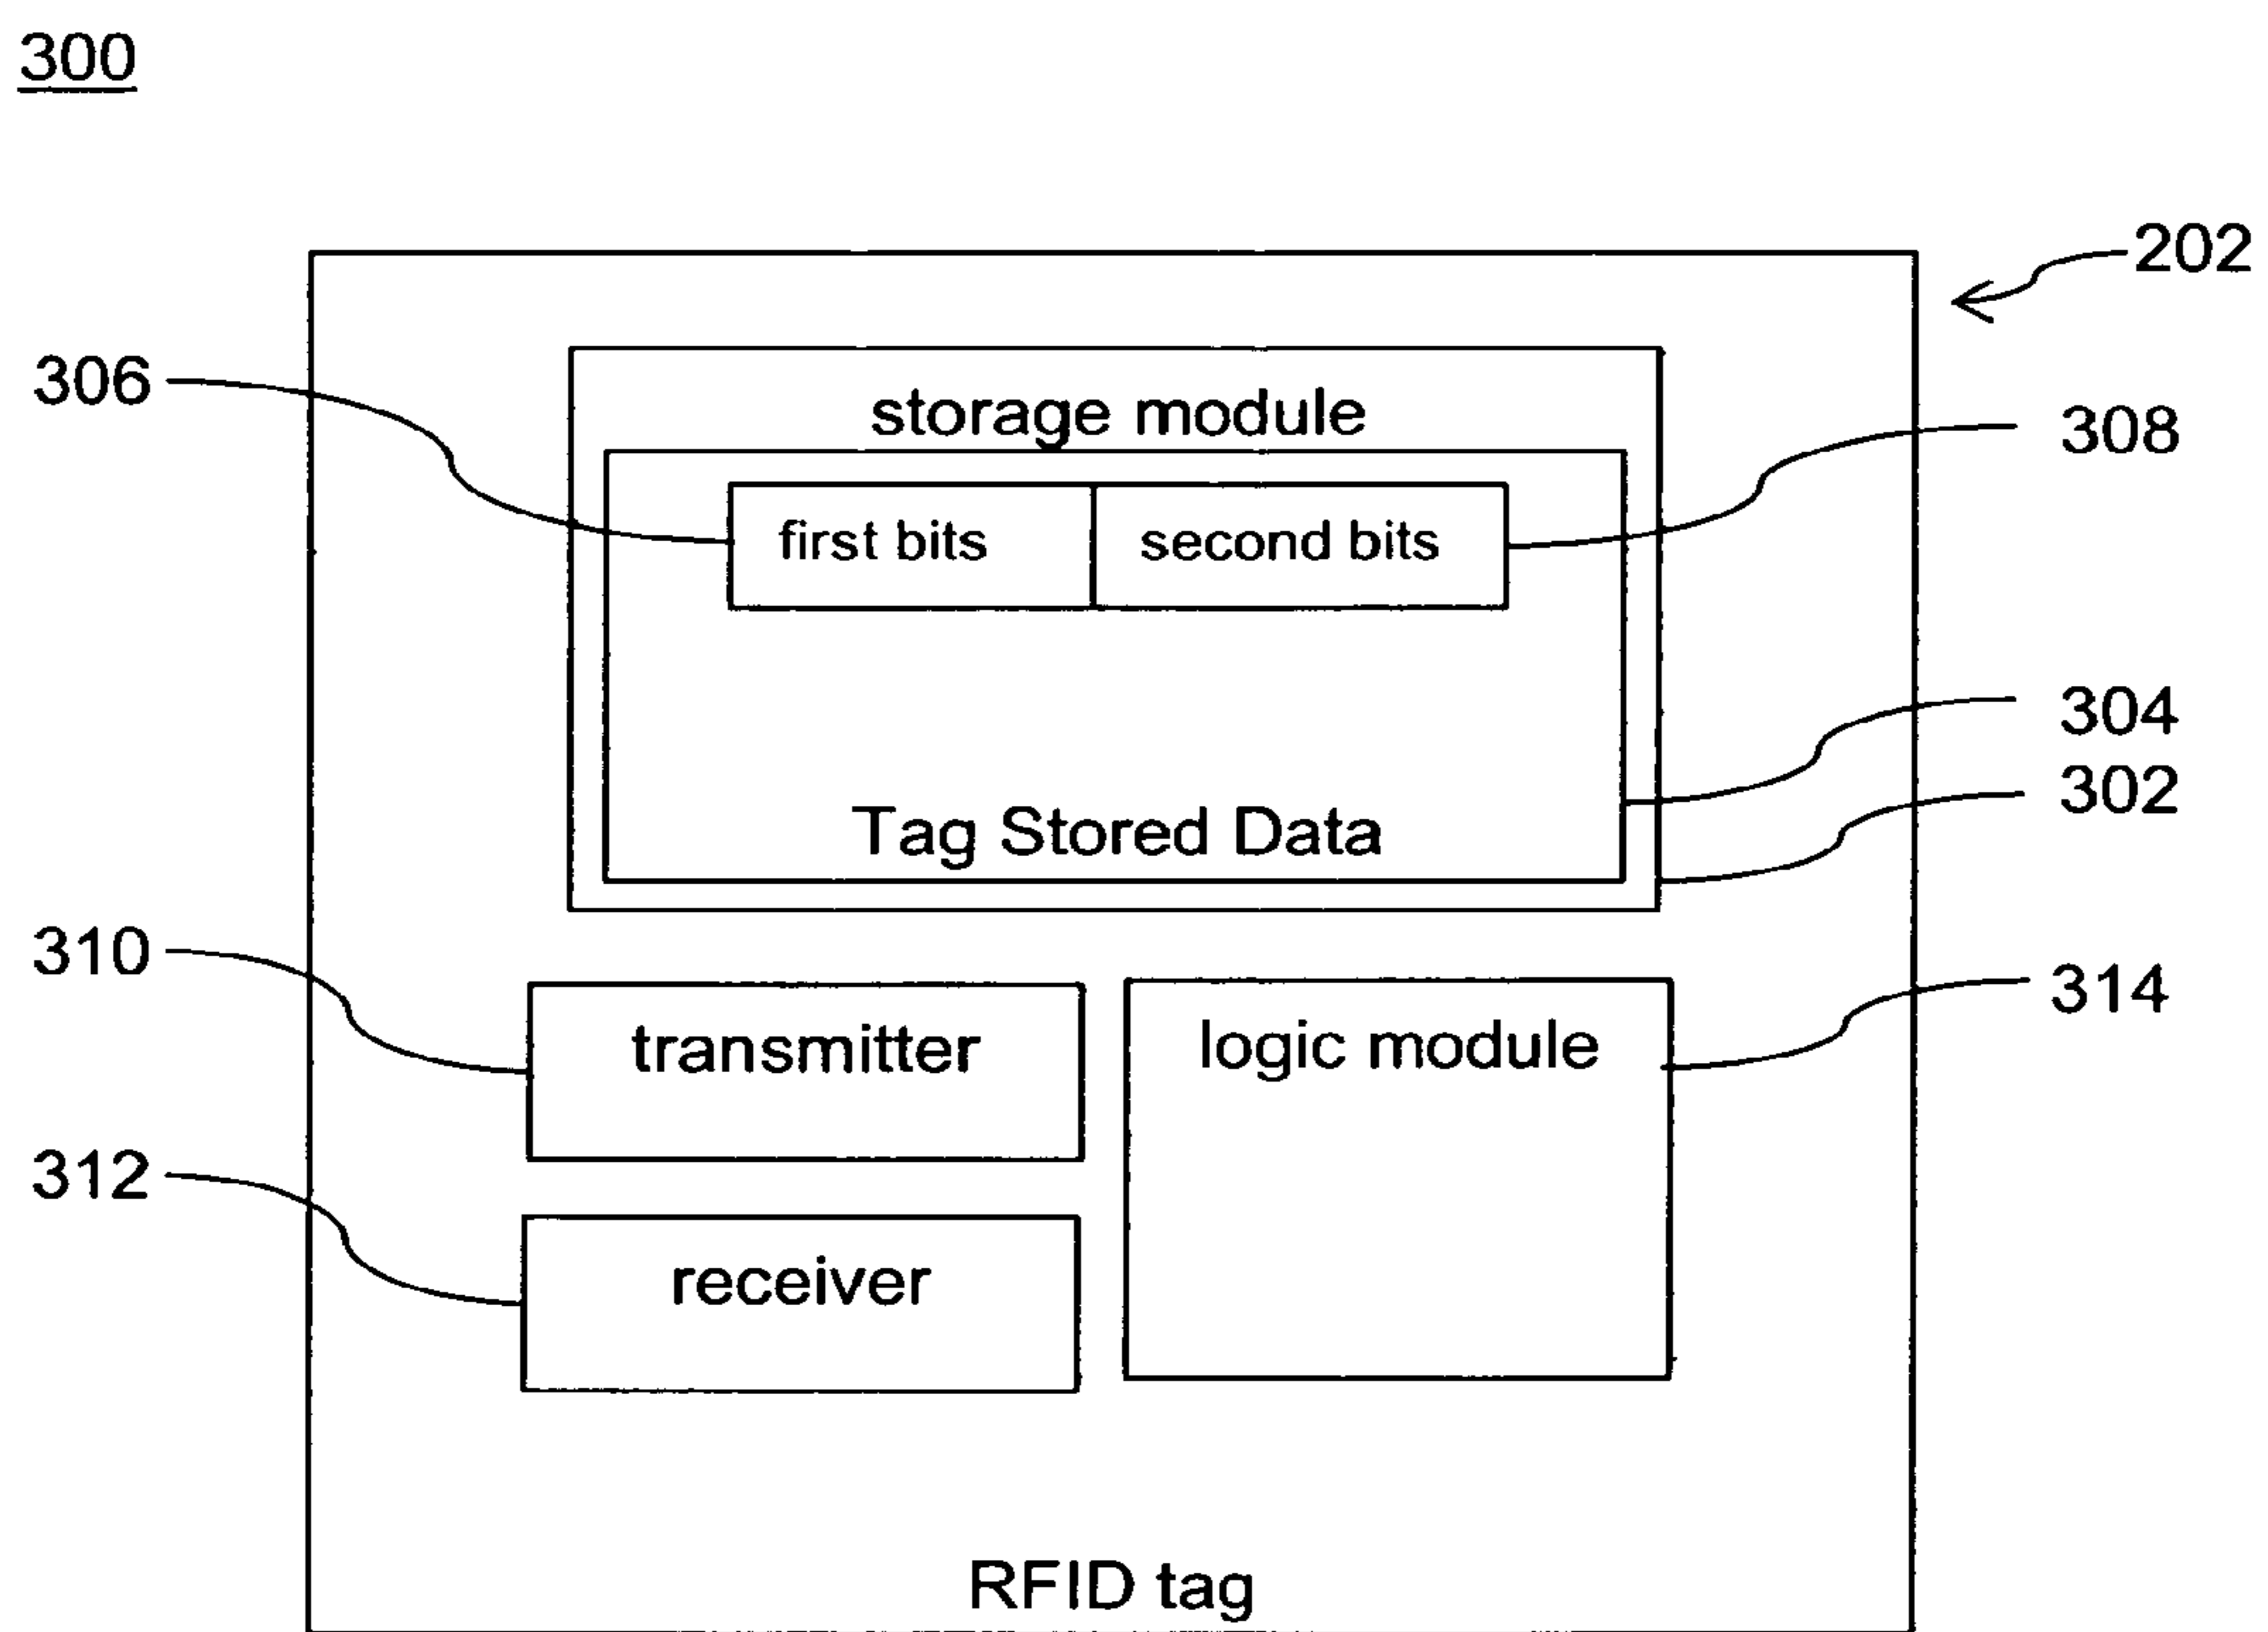 300
202
306
storage module
308
first bits
second bits
304
302
Tag Stored Data
310
314
transmitter
logic module
312
receiver
RFID tag